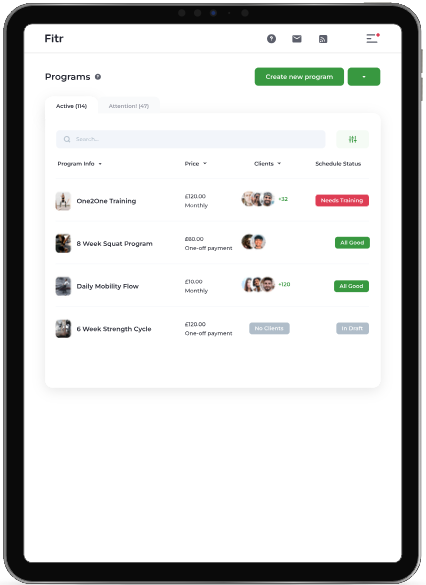 Fitr
Programs ?
Create new program
Active (114)
Attention! (47)
Search...
Program Info
Price
Clients
Schedule Status
One2One Training
£120.00
Monthly
+32
Needs Training
8 Week Squat Program
£80.00
One-off payment
All Good
Daily Mobility Flow
£10.00
Monthly
+120
All Good
6 Week Strength Cycle
£120.00
One-off payment
No Clients
In Draft